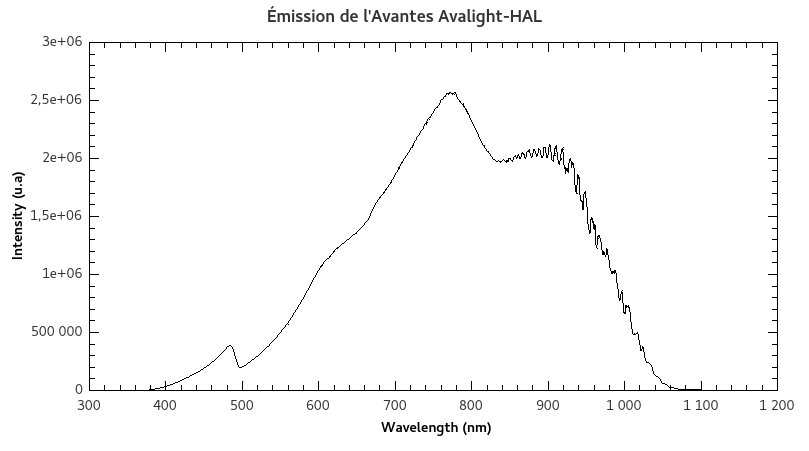 Émission de l'Avantes Avalight-HAL
3e+06
2,5e+06
2e+06
1,5e+06
1e+06
500 000
0
Intensity (u.a)
300 400 500 600 700 800 900 1 000 1 100 1 200
Wavelength (nm)